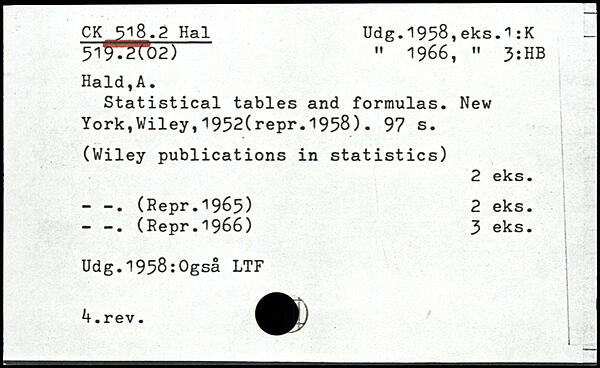 CK 518.2 Hal Udg.1958,eks.1:K
519.2(02) " 1966, " 3:HB
Hald,A.
Statistical tables and formulas. New
York,Wiley,1952(repr.1958). 97 s.
(Wiley publications in statistics)
2 eks.
- -. (Repr.1965) 2 eks.
- -. (Repr.1966) 3 eks.
Udg.1958:Også LTF
4.rev.